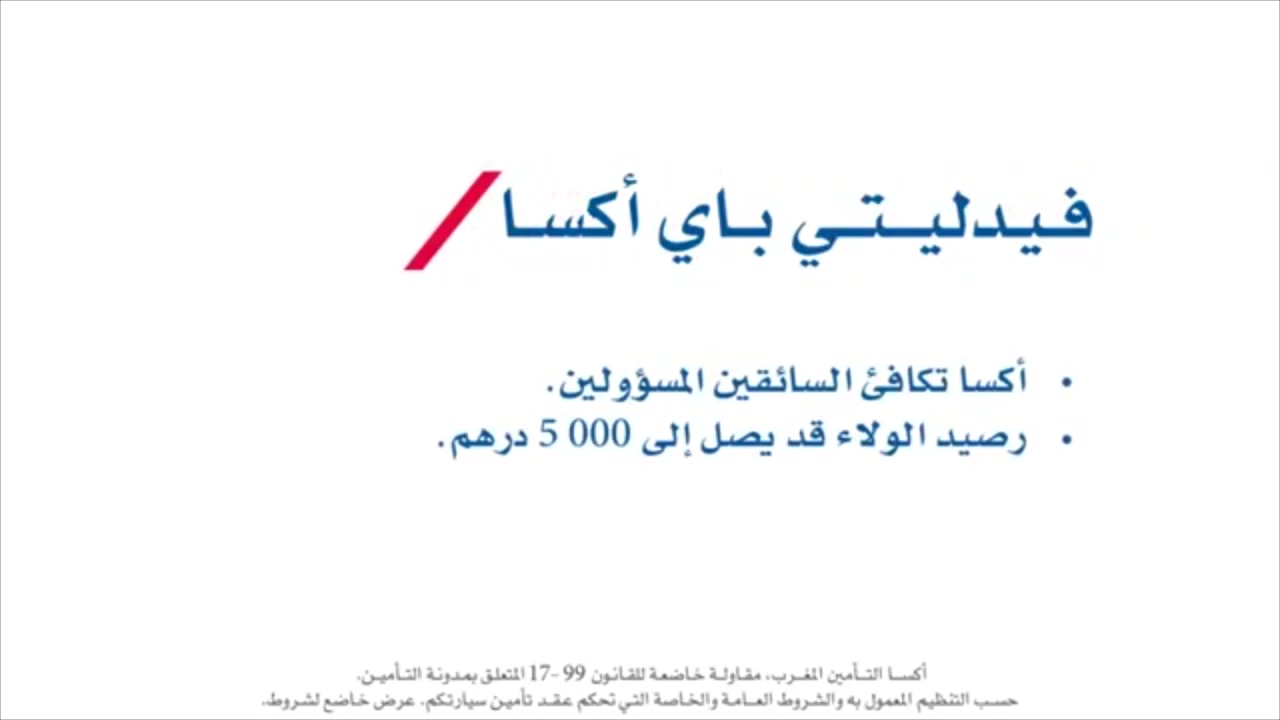 فيدليتي باي أكسا
• أكسا تكافئ السائقين المسؤولين.
• رصيد الولاء قد يصل إلى 000 5 درهم.
أكسا التأمين المغرب، مقاولة خاضعة للقانون 99-17 المتعلق بمدونة التأمين.
حسب التنظيم المعمول به والشروط العامة والخاصة التي تحكم عقد تأمين سيارتكم. عرض خاضع لشروط.